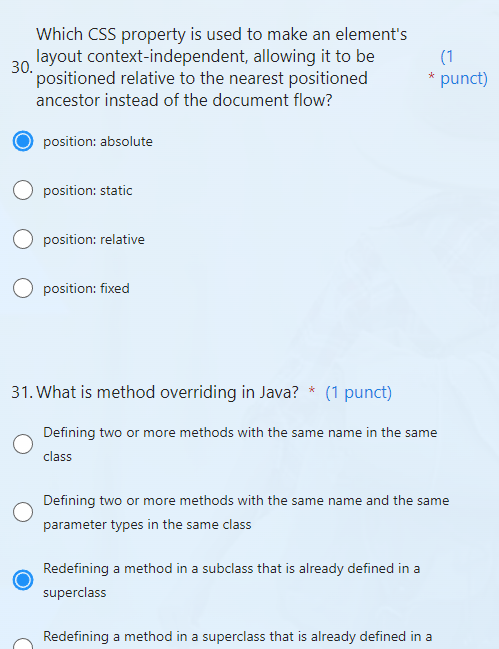 Which CSS property is used to make an element's
30. layout context-independent, allowing it to be (1
positioned relative to the nearest positioned * punct)
ancestor instead of the document flow?
position: absolute
position: static
position: relative
position: fixed
31. What is method overriding in Java? * (1 punct)
Defining two or more methods with the same name in the same
class
Defining two or more methods with the same name and the same
parameter types in the same class
Redefining a method in a subclass that is already defined in a
superclass
Redefining a method in a superclass that is already defined in a